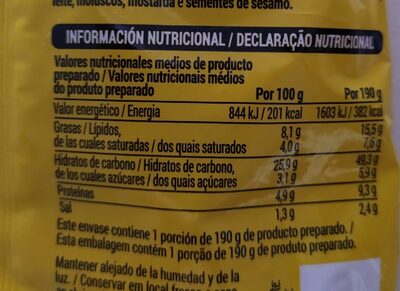 leite, moluscos, mostarda e sementes de sésamo.
INFORMACIÓN NUTRICIONAL / DECLARAÇÃO NUTRICIONAL
Valores nutricionales medios de producto
preparado / Valores nutricionais médios
do produto preparado Por 100 g Por 190 g
Valor energético / Energia 844 kJ / 201 kcal 1603 kJ / 382 kcal
Grasas / Lípidos, 8,1 g 15,5 g
de las cuales saturadas / dos quais saturados 4,0 g 7,6 g
Hidratos de carbono / Hidratos de carbono, 25,9 g 49,3 g
de los cuales azúcares / dos quais açúcares 3,1 g 5,9 g
Proteínas 4,9 g 9,3 g
Sal 1,3 g 2,4 g
Este envase contiene 1 porción de 190 g de producto preparado. /
Esta embalagem contém 1 porção de 190 g de produto preparado.
Mantener alejado de la humedad y de la
luz. / Conservar em local fresco